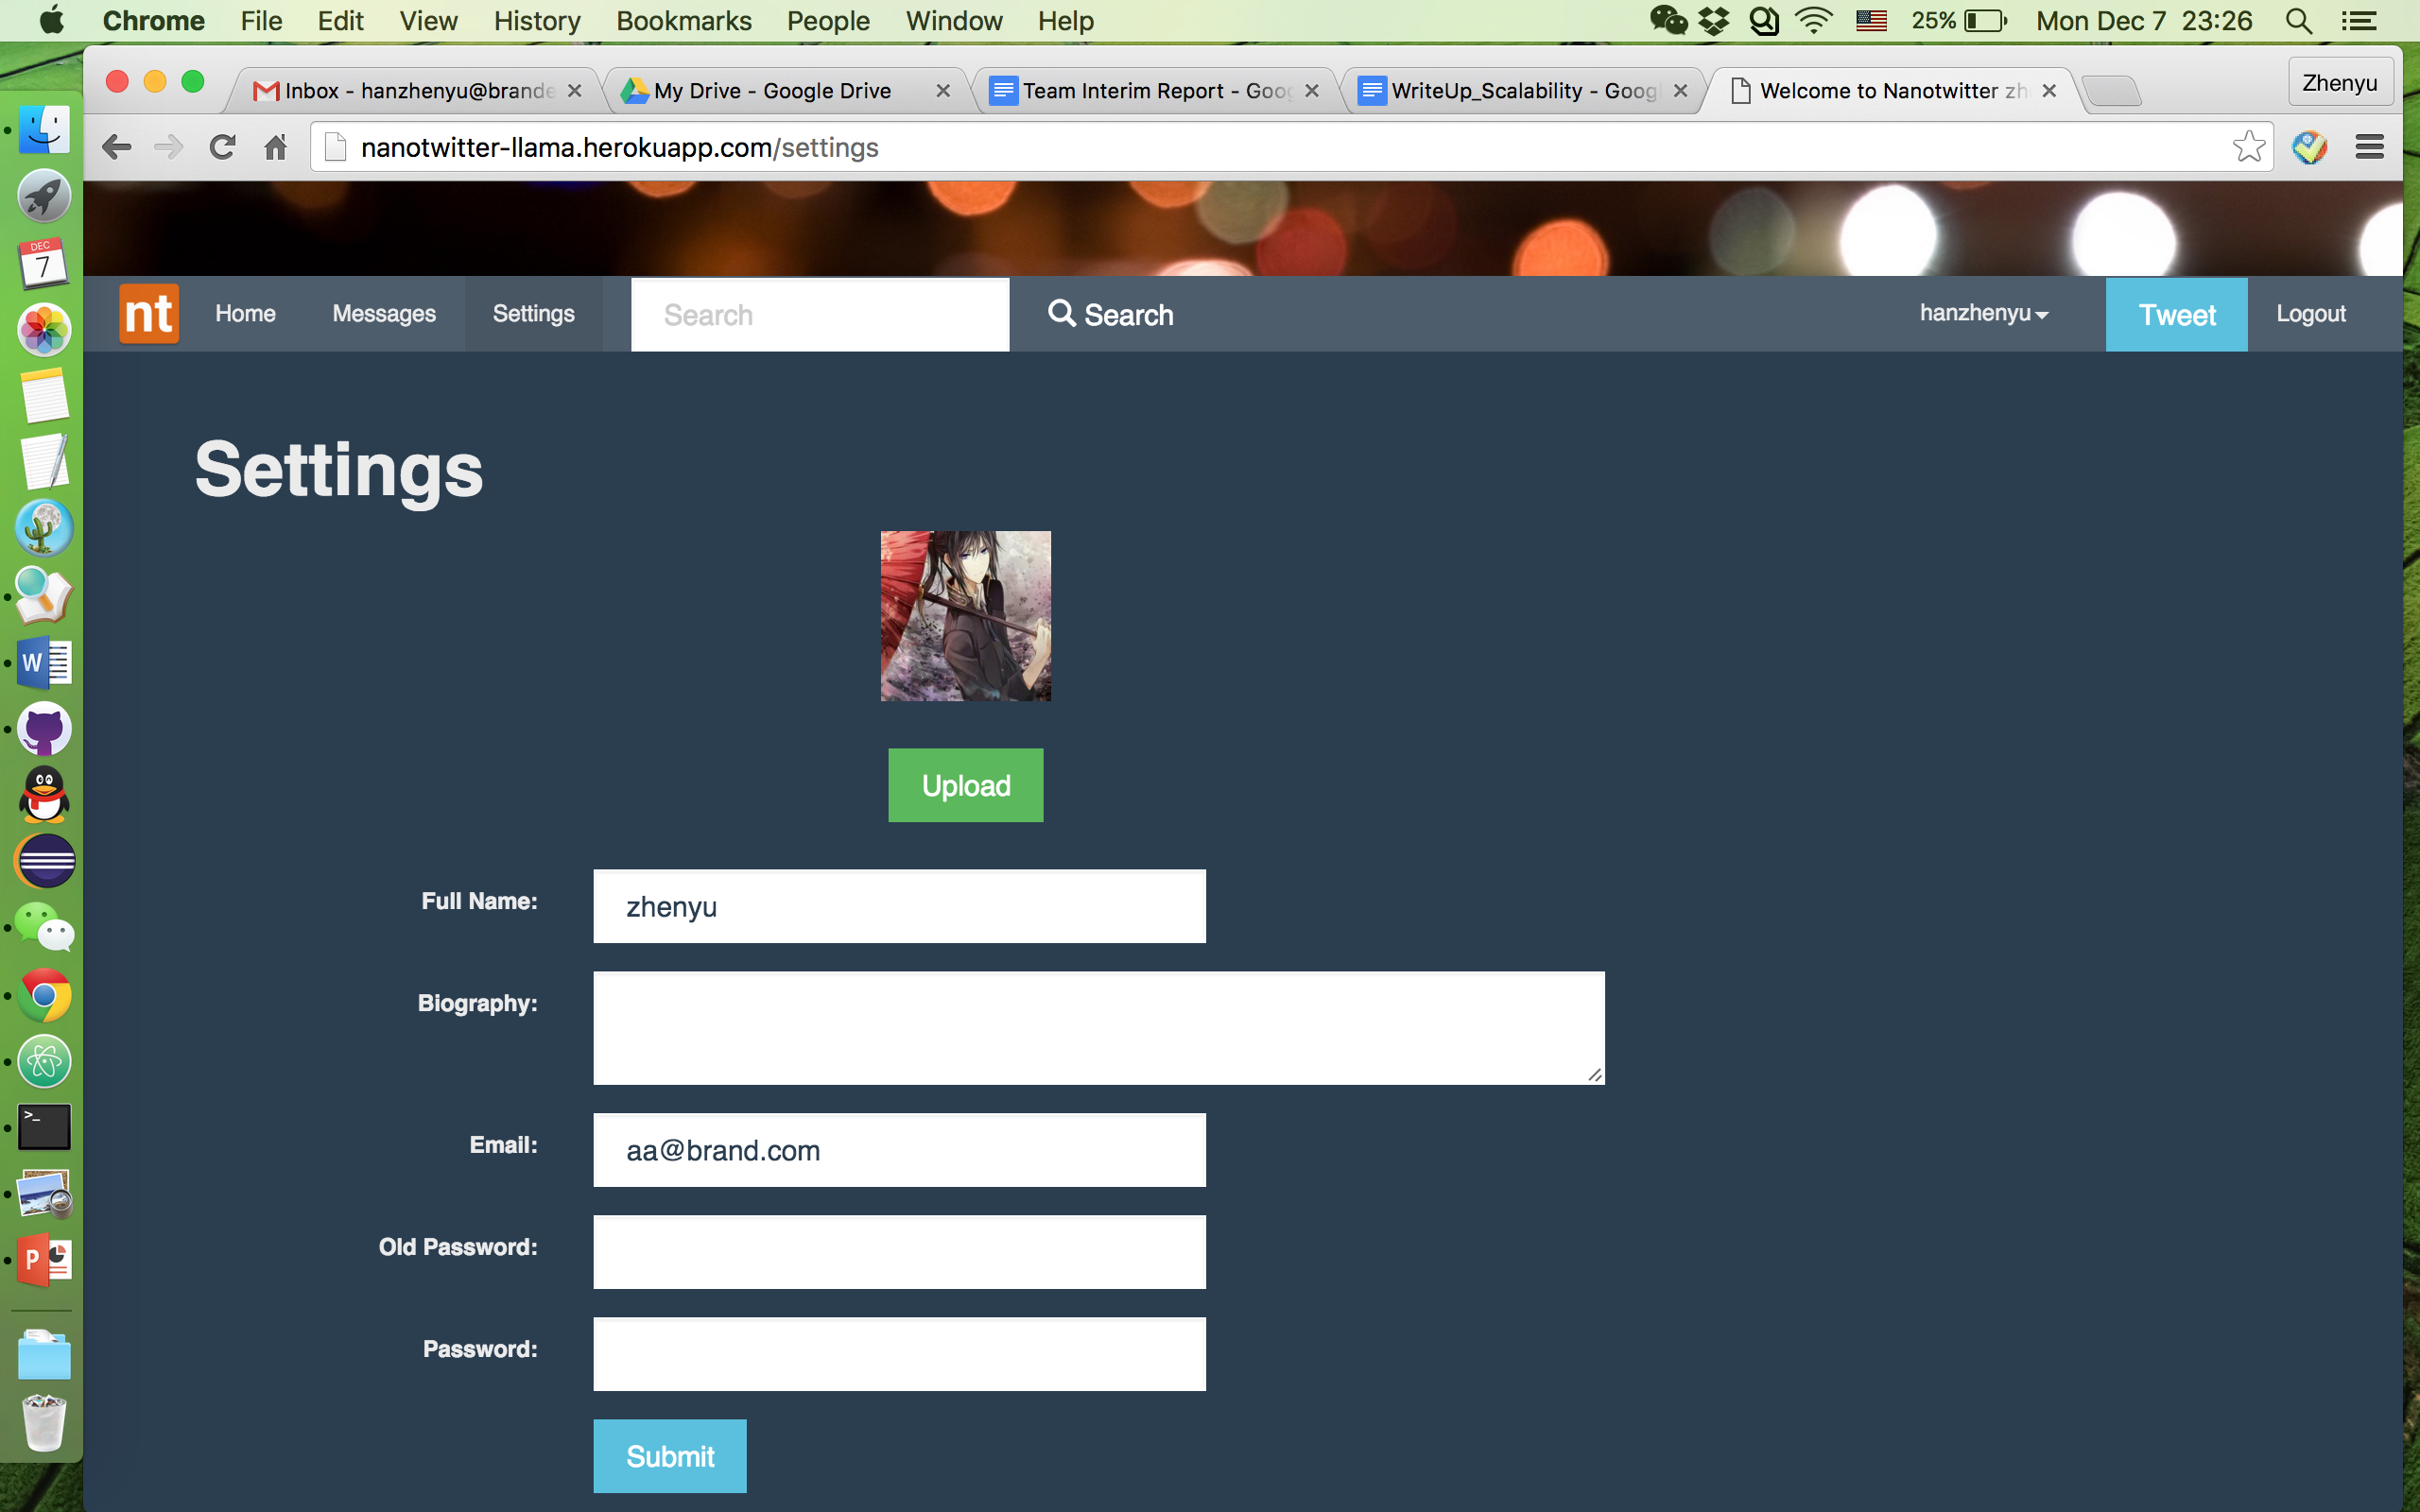 Chrome File Edit View History Bookmarks People Window Help 25% Mon Dec 7 23:26
Inbox - hanzhenyu@brande My Drive - Google Drive Team Interim Report - Goog WriteUp_Scalability - Googl Welcome to Nanotwitter zh Zhenyu
nanotwitter-llama.herokuapp.com/settings
DEC
7
nt Home Messages Settings Search Search hanzhenyu Tweet Logout
Settings
Upload
Full Name: zhenyu
Biography:
Email: aa@brand.com
Old Password:
Password:
Submit
W
>_
P